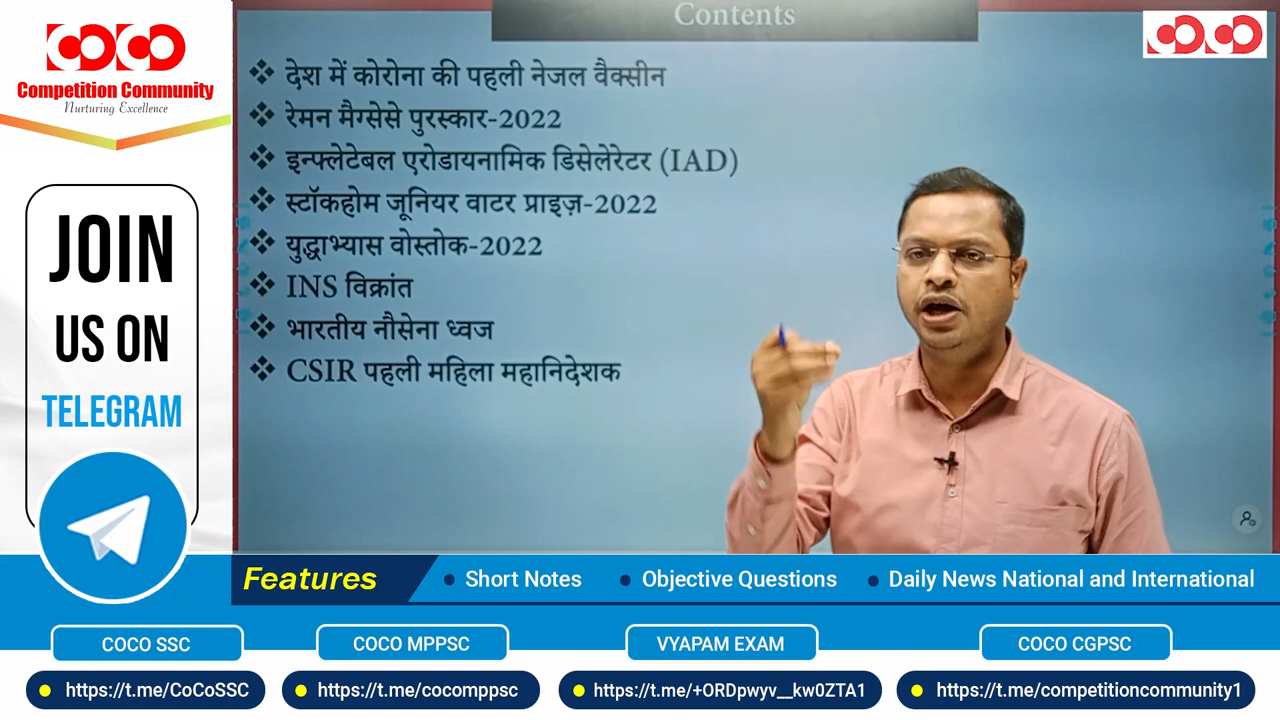 COCO
Competition Community
Nurturing Excellence
JOIN
US ON
TELEGRAM
Contents
COCO
❖ देश में कोरोना की पहली नेजल वैक्सीन
❖ रेमन मैग्सेसे पुरस्कार-2022
❖ इन्फ्लेटेबल एरोडायनामिक डिसेलेरेटर (IAD)
❖ स्टॉकहोम जूनियर वाटर प्राइज़-2022
❖ युद्धाभ्यास वोस्तोक-2022
❖ INS विक्रांत
❖ भारतीय नौसेना ध्वज
❖ CSIR पहली महिला महानिदेशक
Features • Short Notes • Objective Questions • Daily News National and International
COCO SSC COCO MPPSC VYAPAM EXAM COCO CGPSC
https://t.me/CoCoSSC https://t.me/cocomppsc https://t.me/+ORDpwyv__kw0ZTA1 https://t.me/competitioncommunity1